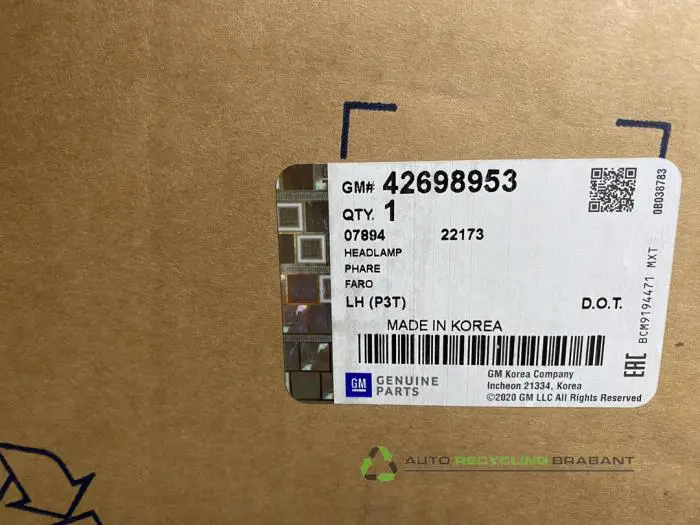 GM# 42698953
QTY. 1
07894 22173
HEADLAMP
PHARE
FARO
LH (P3T) D.O.T.
MADE IN KOREA
GM GENUINE PARTS
GM Korea Company
Incheon 21334, Korea
©2020 GM LLC All Rights Reserved
0B038783
BCM9194471 MXT
EAC
AUTO RECYCLING BRABANT